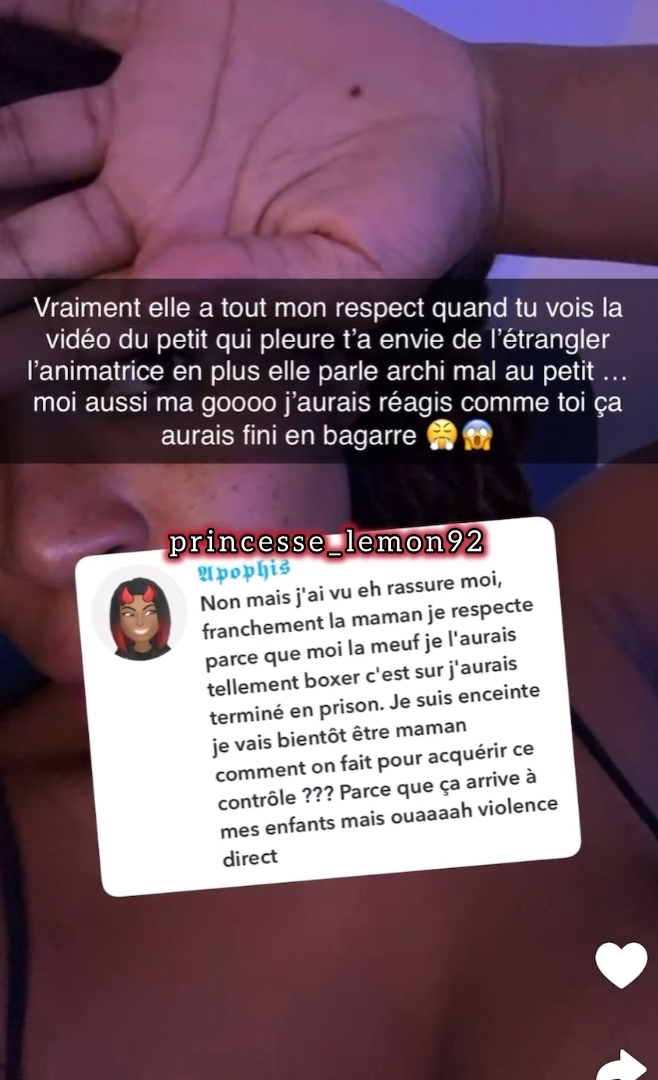 Vraiment elle a tout mon respect quand tu vois la
vidéo du petit qui pleure t’a envie de l’étrangler
l’animatrice en plus elle parle archi mal au petit …
moi aussi ma goooo j’aurais réagis comme toi ça
aurais fini en bagarre 😤😱
princesse_lemon92
𝕬pophis
Non mais j'ai vu eh rassure moi,
franchement la maman je respecte
parce que moi la meuf je l'aurais
tellement boxer c'est sur j'aurais
terminé en prison. Je suis enceinte
je vais bientôt être maman
comment on fait pour acquérir ce
contrôle ??? Parce que ça arrive à
mes enfants mais ouaaaah violence
direct